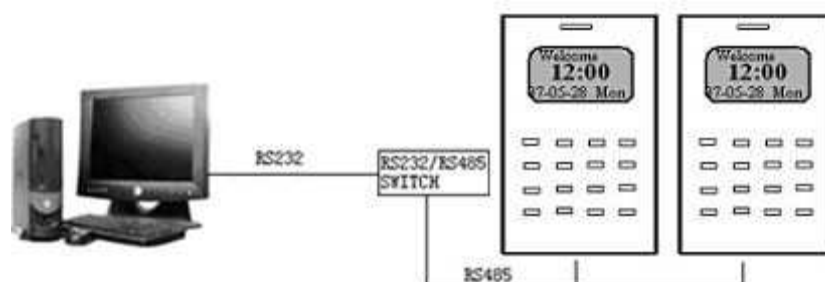 RS232
RS232/RS485
SWITCH
RS485
Welcome
12:00
07-05-28 Mon
Welcome
12:00
07-05-28 Mon